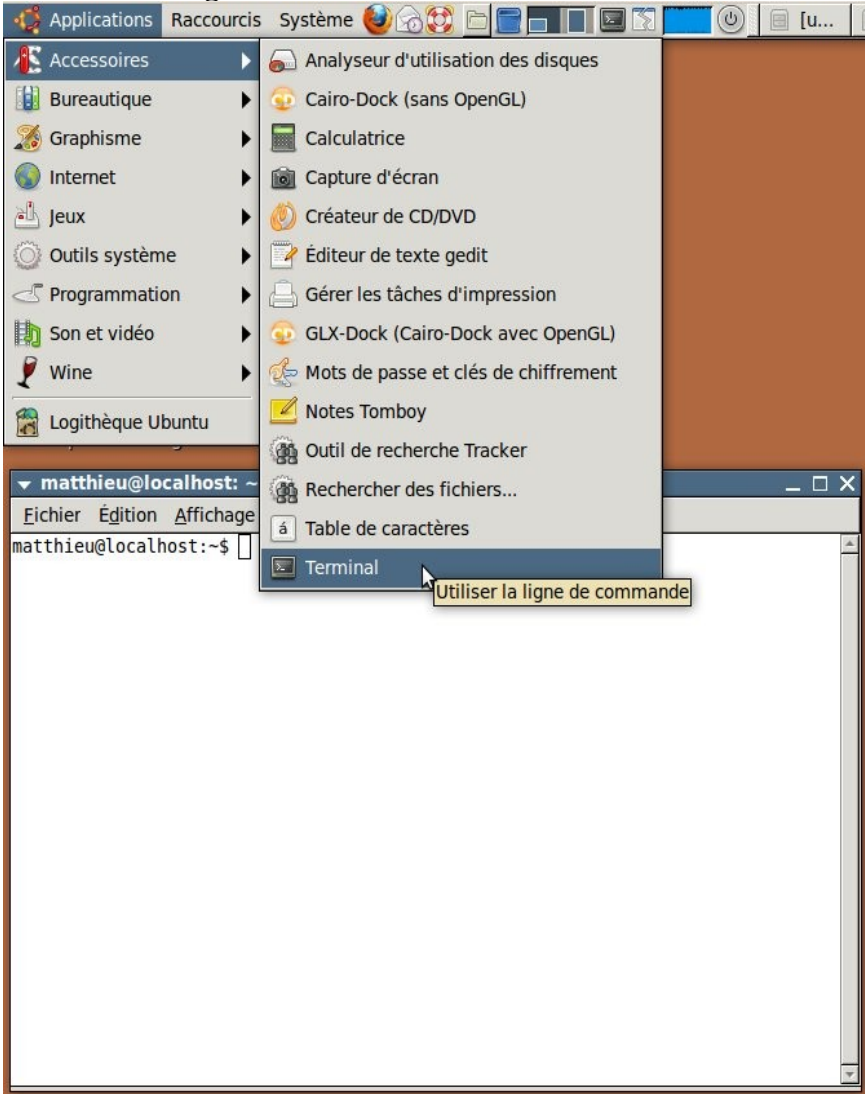 Applications Raccourcis Système [u...
Accessoires
Bureautique
Graphisme
Internet
Jeux
Outils système
Programmation
Son et vidéo
Wine
Logithèque Ubuntu
Analyseur d'utilisation des disques
Cairo-Dock (sans OpenGL)
Calculatrice
Capture d'écran
Créateur de CD/DVD
Éditeur de texte gedit
Gérer les tâches d'impression
GLX-Dock (Cairo-Dock avec OpenGL)
Mots de passe et clés de chiffrement
Notes Tomboy
Outil de recherche Tracker
Rechercher des fichiers...
á Table de caractères
Terminal
Utiliser la ligne de commande
matthieu@localhost: ~
Fichier Édition Affichage
matthieu@localhost:~$